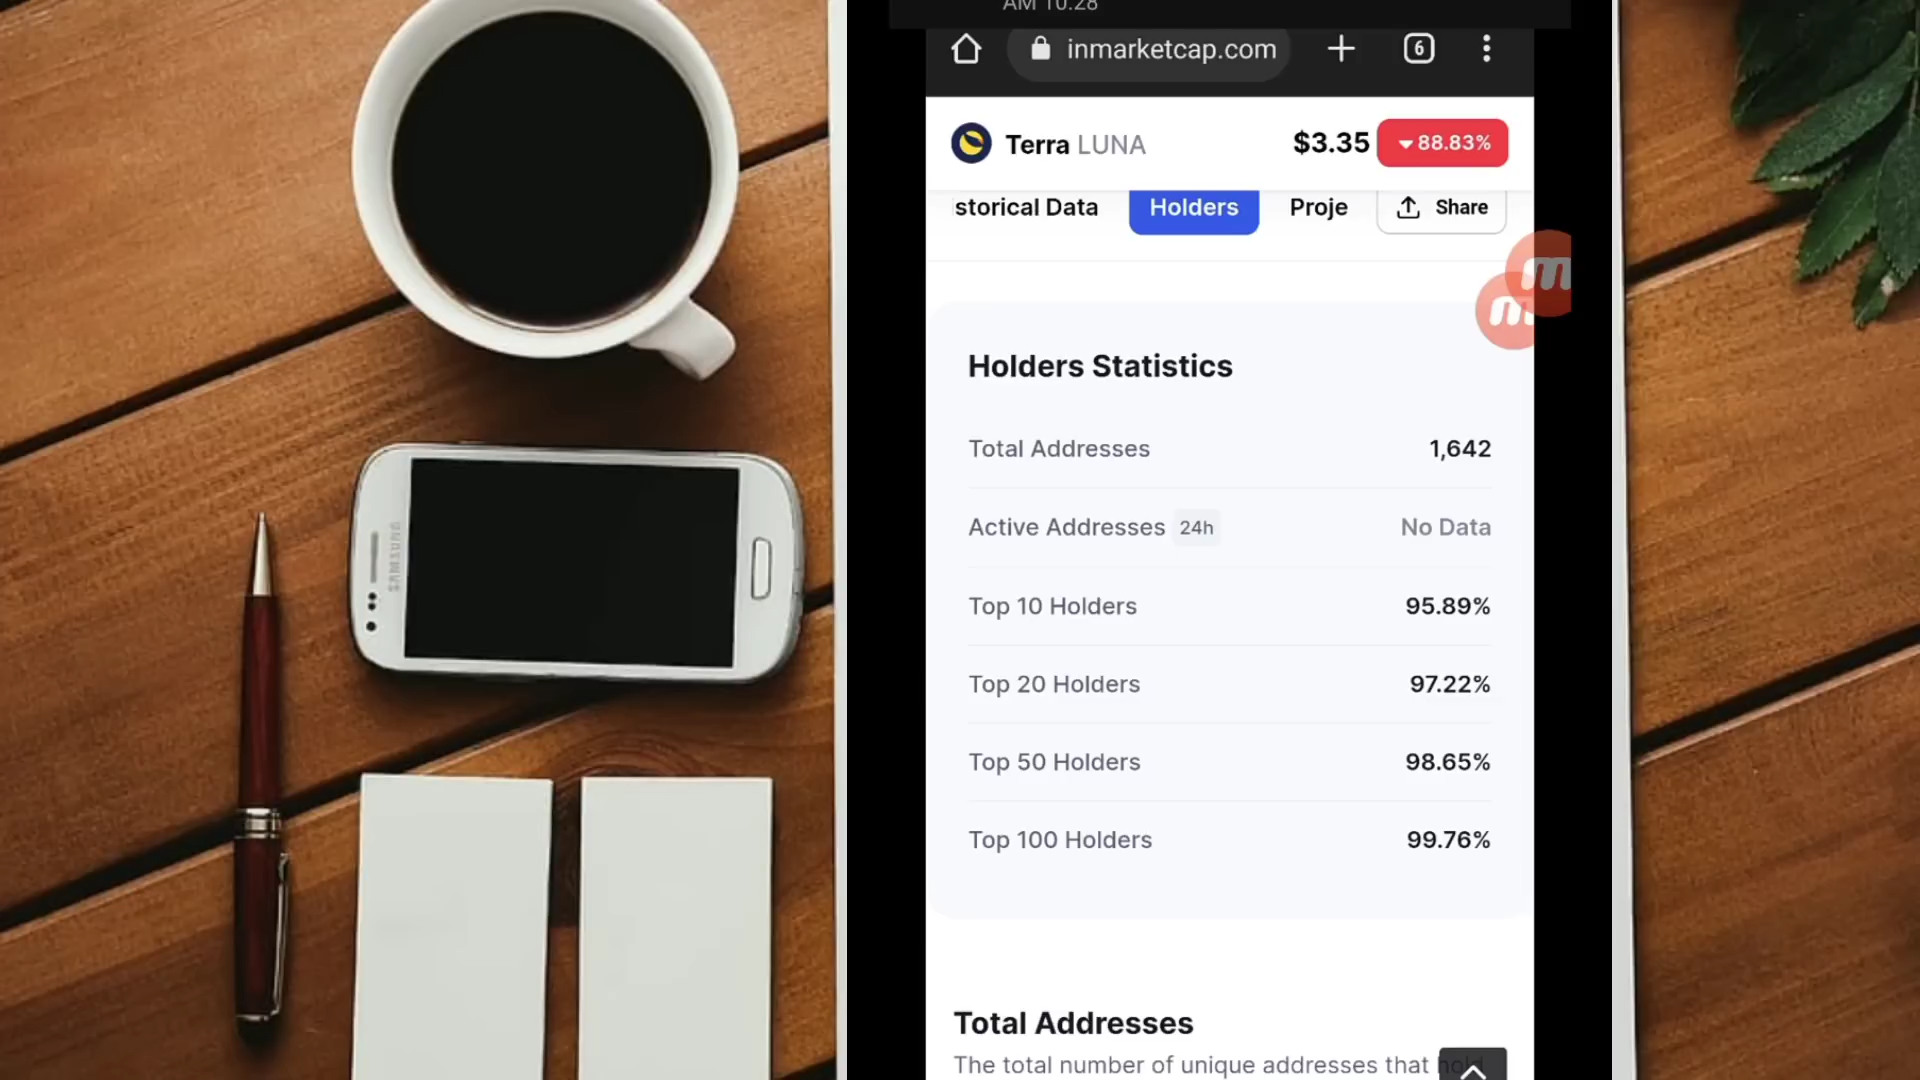 AM 10:28
inmarketcap.com
6
Terra LUNA $3.35 88.83%
storical Data Holders Proje Share
Holders Statistics
Total Addresses 1,642
Active Addresses 24h No Data
Top 10 Holders 95.89%
Top 20 Holders 97.22%
Top 50 Holders 98.65%
Top 100 Holders 99.76%
Total Addresses
The total number of unique addresses that hold
SAMSUNG